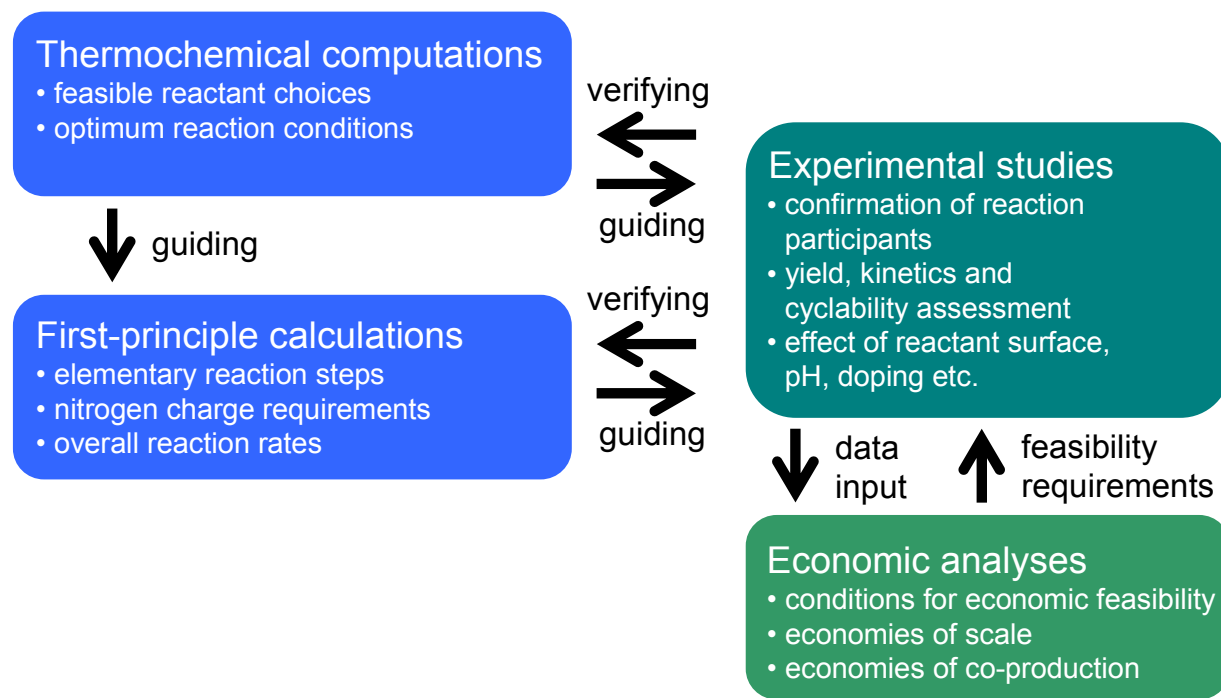 Thermochemical computations
• feasible reactant choices
• optimum reaction conditions
verifying
guiding
guiding
First-principle calculations
• elementary reaction steps
• nitrogen charge requirements
• overall reaction rates
verifying
guiding
Experimental studies
• confirmation of reaction
participants
• yield, kinetics and
cyclability assessment
• effect of reactant surface,
pH, doping etc.
data
input
feasibility
requirements
Economic analyses
• conditions for economic feasibility
• economies of scale
• economies of co-production